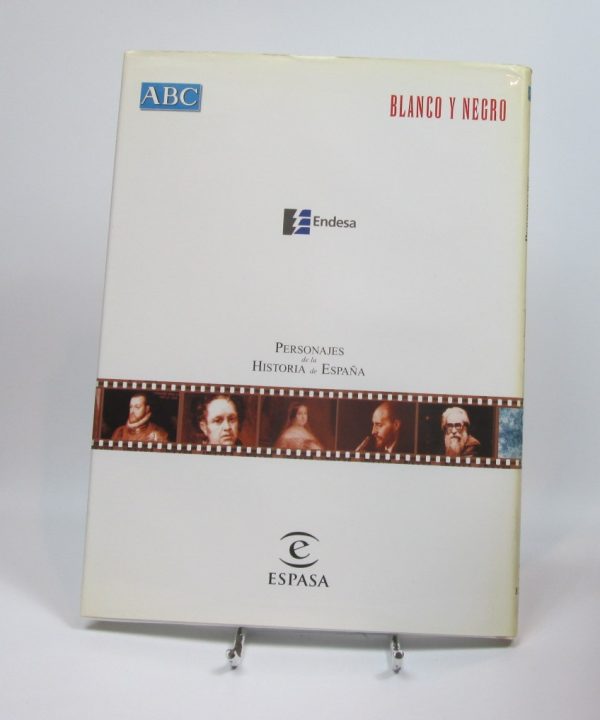 ABC
BLANCO Y NEGRO
Endesa
PERSONAJES
de la
HISTORIA de ESPAÑA
e
ESPASA